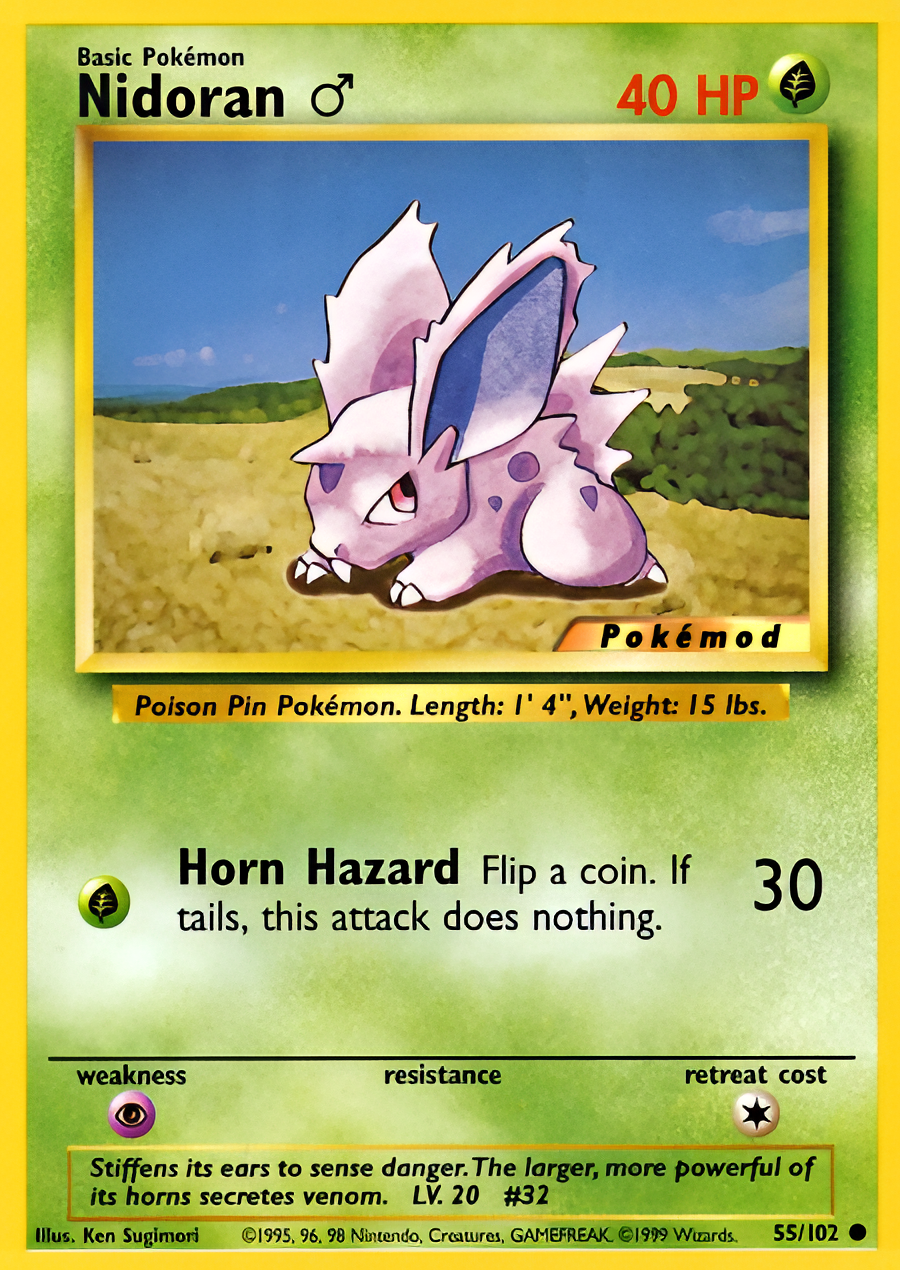 Basic Pokémon
Nidoran ♂
40 HP
Pokémod
Poison Pin Pokémon. Length: 1' 4", Weight: 15 lbs.
Horn Hazard Flip a coin. If
tails, this attack does nothing.
30
weakness
resistance
retreat cost
Stiffens its ears to sense danger. The larger, more powerful of
its horns secretes venom. LV. 20 #32
Illus. Ken Sugimori
©1995, 96, 98 Nintendo, Creatures, GAMEFREAK. ©1999 Wizards.
55/102